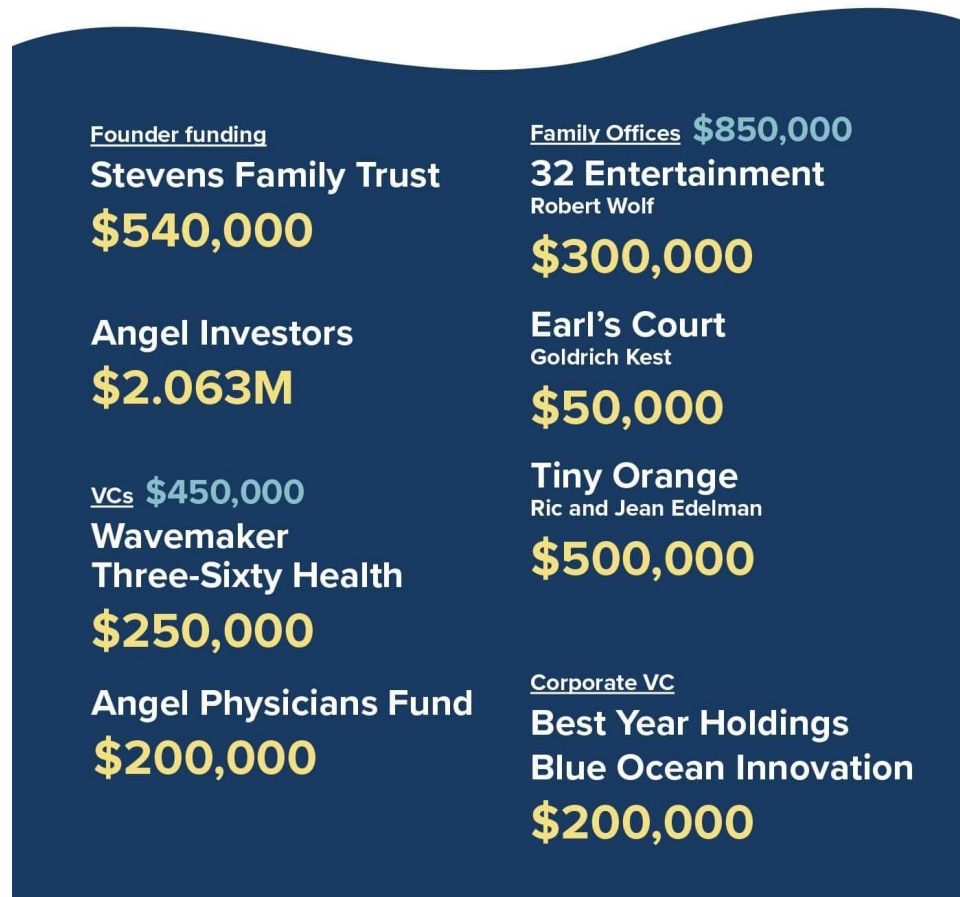 Founder funding
Stevens Family Trust
$540,000
Angel Investors
$2.063M
VCs $450,000
Wavemaker
Three-Sixty Health
$250,000
Angel Physicians Fund
$200,000
Family Offices $850,000
32 Entertainment
Robert Wolf
$300,000
Earl’s Court
Goldrich Kest
$50,000
Tiny Orange
Ric and Jean Edelman
$500,000
Corporate VC
Best Year Holdings
Blue Ocean Innovation
$200,000